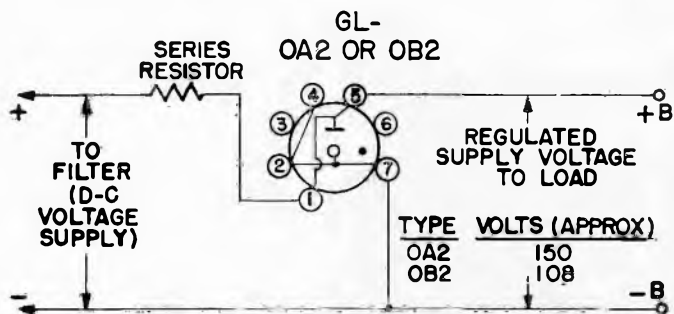 GL-
OA2 OR OB2
SERIES
RESISTOR
4
5
3
6
2
7
1
+
+B
TO
FILTER
(D-C
VOLTAGE
SUPPLY)
REGULATED
SUPPLY VOLTAGE
TO LOAD
TYPE VOLTS (APPROX)
OA2 150
OB2 108
-
-B